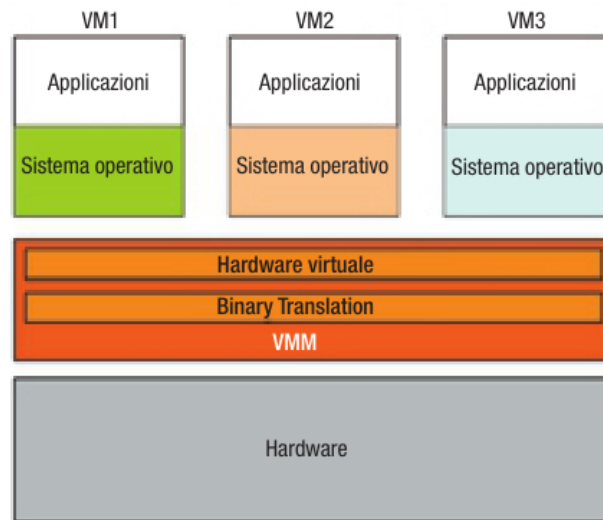 VM1 VM2 VM3
Applicazioni Applicazioni Applicazioni
Sistema operativo Sistema operativo Sistema operativo
Hardware virtuale
Binary Translation
VMM
Hardware